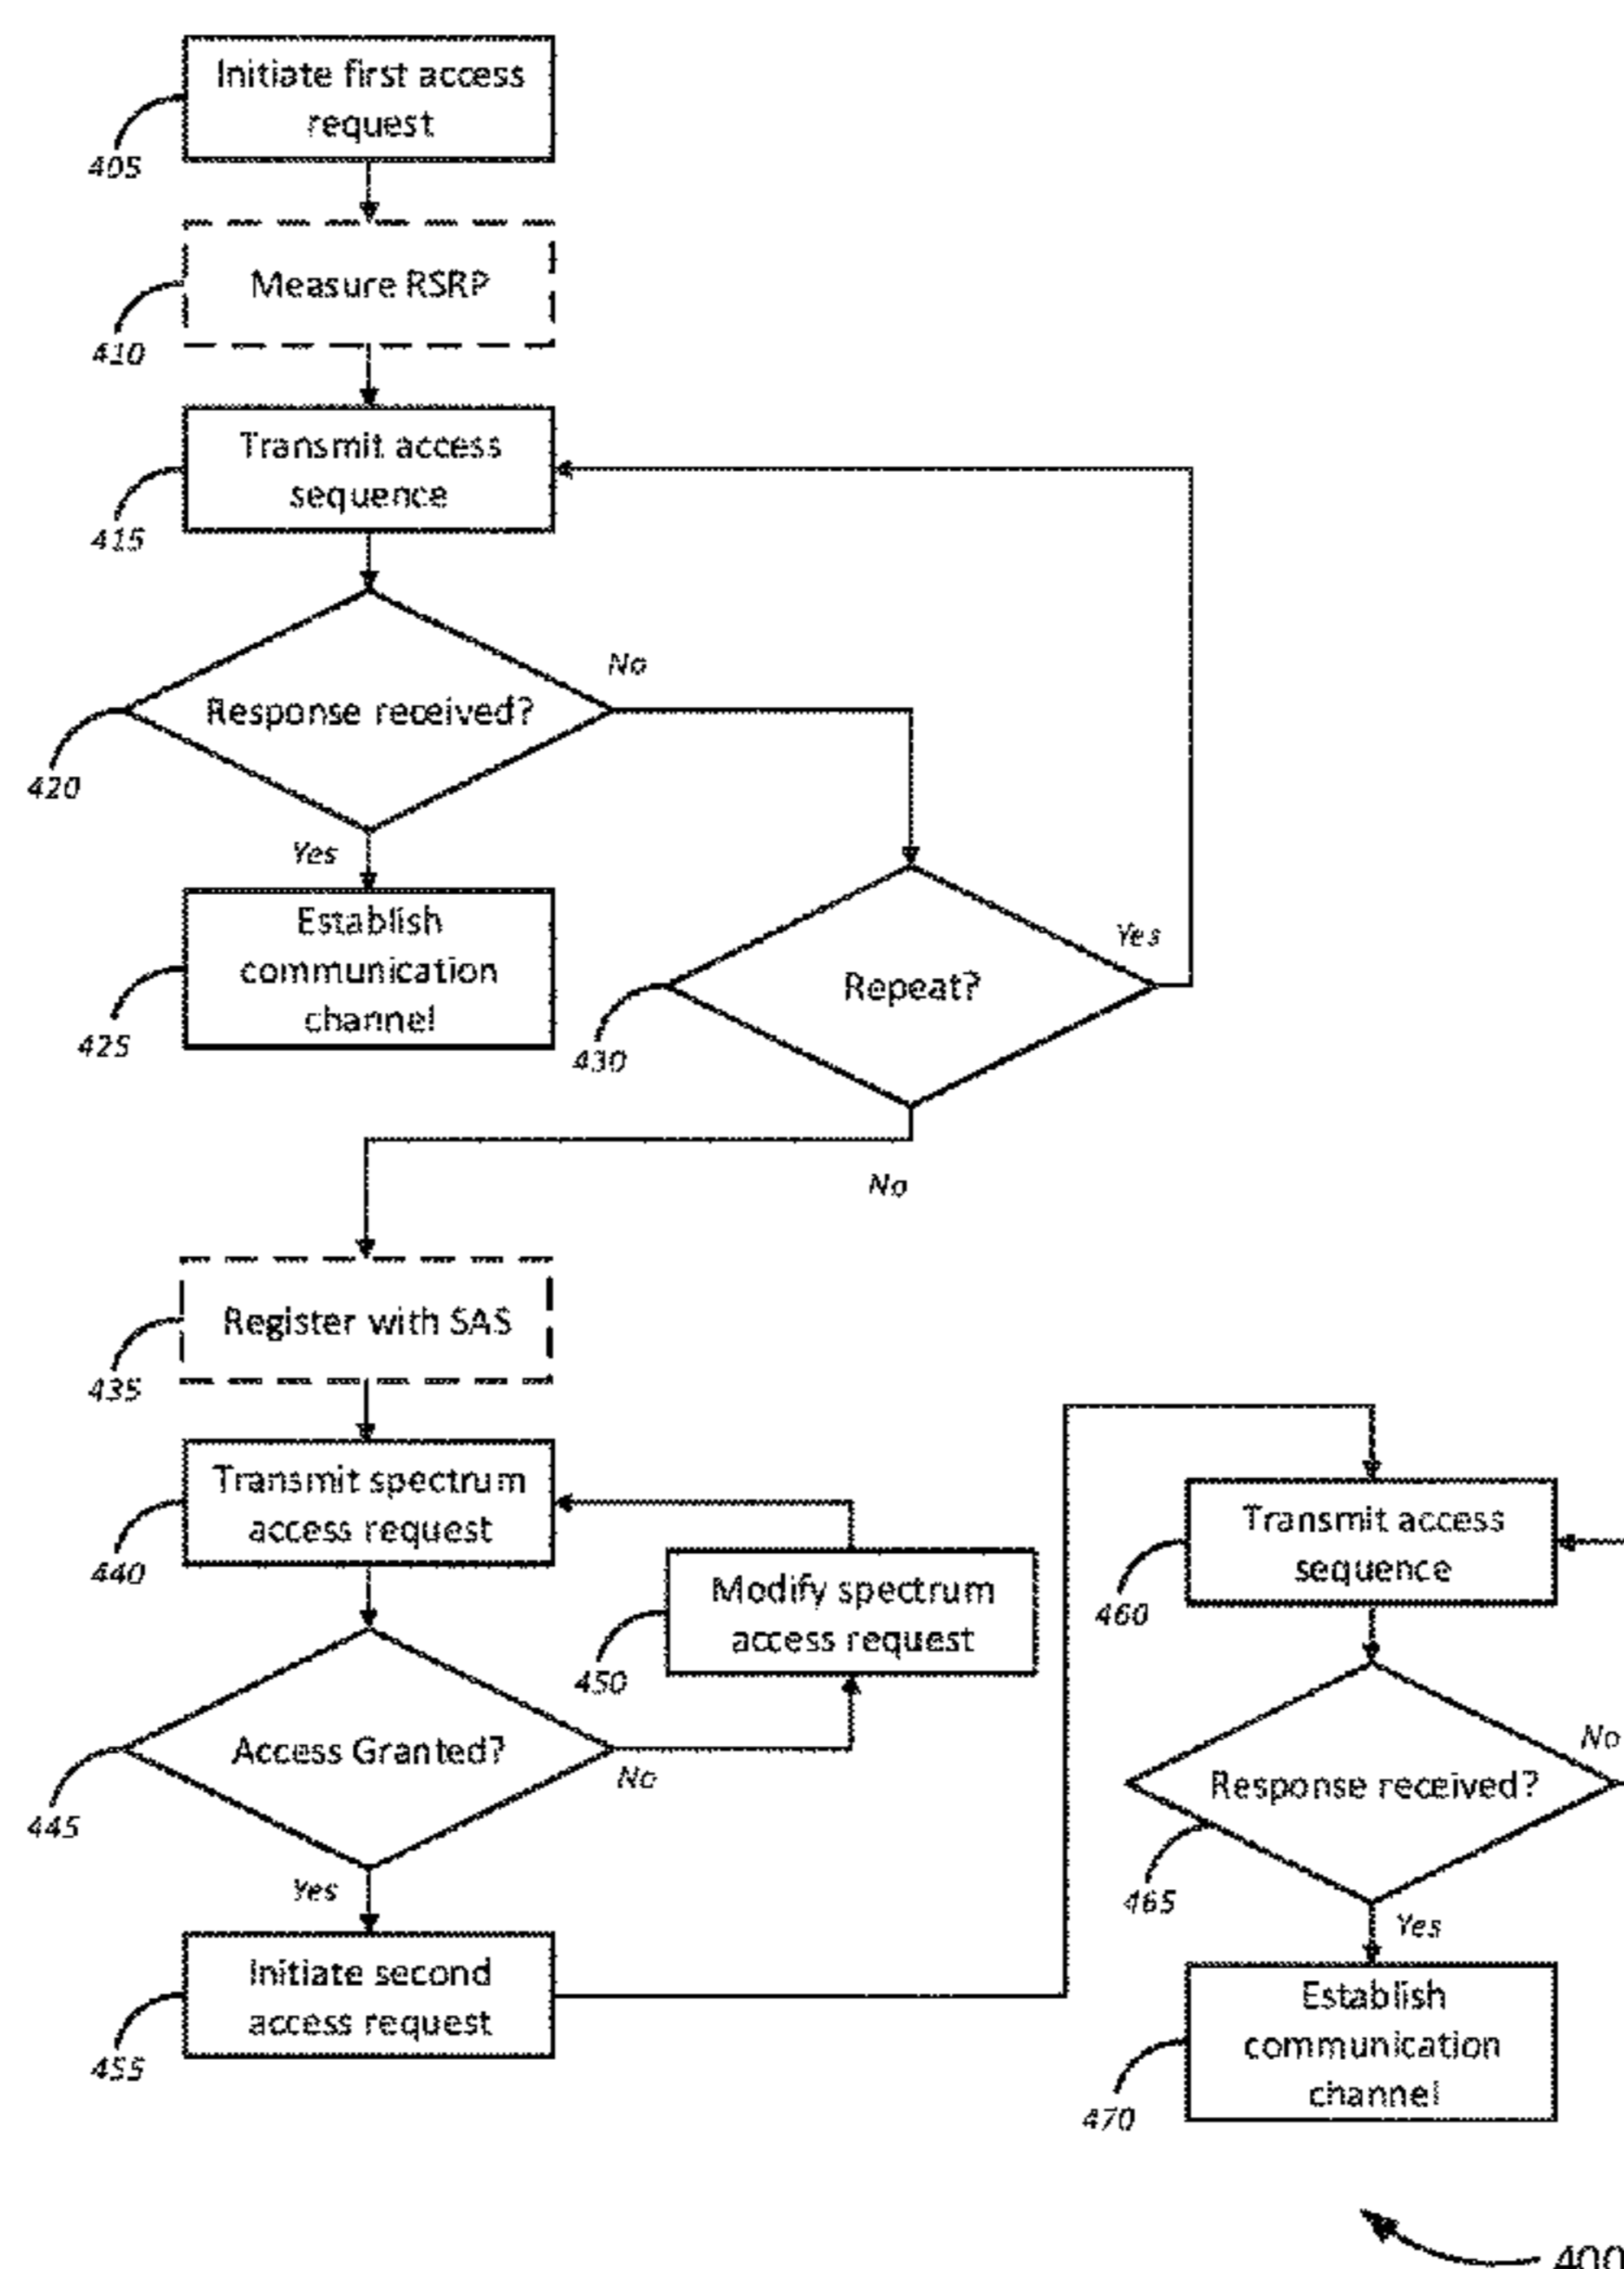 Initiate first access
request
405
Measure RSRP
410
Transmit access
sequence
415
No
Response received?
420
Yes
Establish
communication
channel
425
Yes
Repeat?
430
No
Register with SAS
435
Transmit spectrum
access request
440
Modify spectrum
access request
450
Access Granted?
No
445
Yes
Initiate second
access request
455
Transmit access
sequence
460
No
Response received?
465
Yes
Establish
communication
channel
470
400